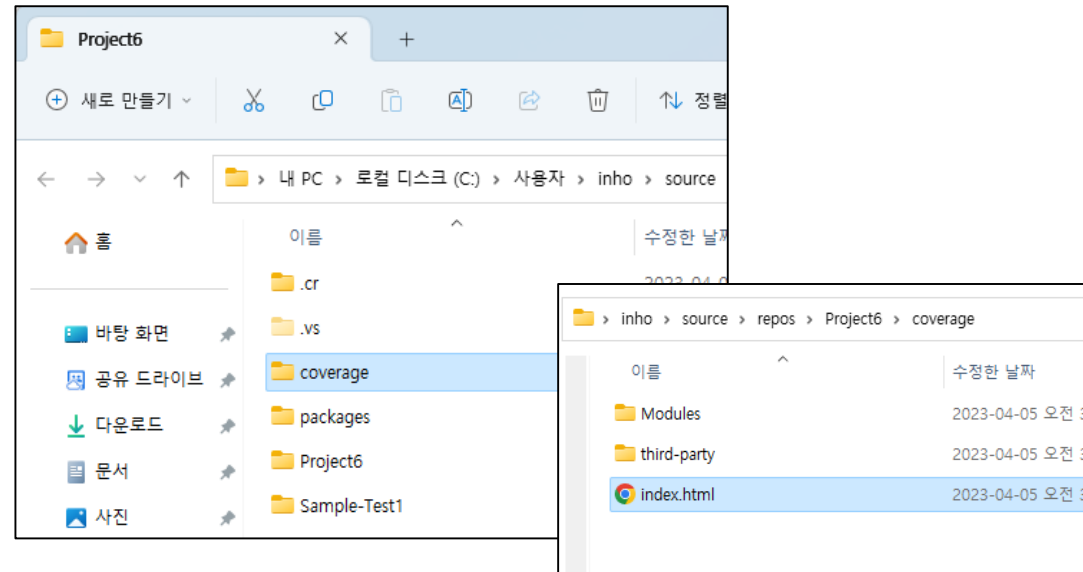 Project6
새로 만들기
정렬
내 PC > 로컬 디스크 (C:) > 사용자 > inho > source
이름 수정한 날짜
홈
.cr
.vs
바탕 화면
coverage
공유 드라이브
packages
다운로드
Project6
문서
Sample-Test1
사진
inho > source > repos > Project6 > coverage
이름 수정한 날짜
Modules 2023-04-05 오전 3
third-party 2023-04-05 오전 3
index.html 2023-04-05 오전 3